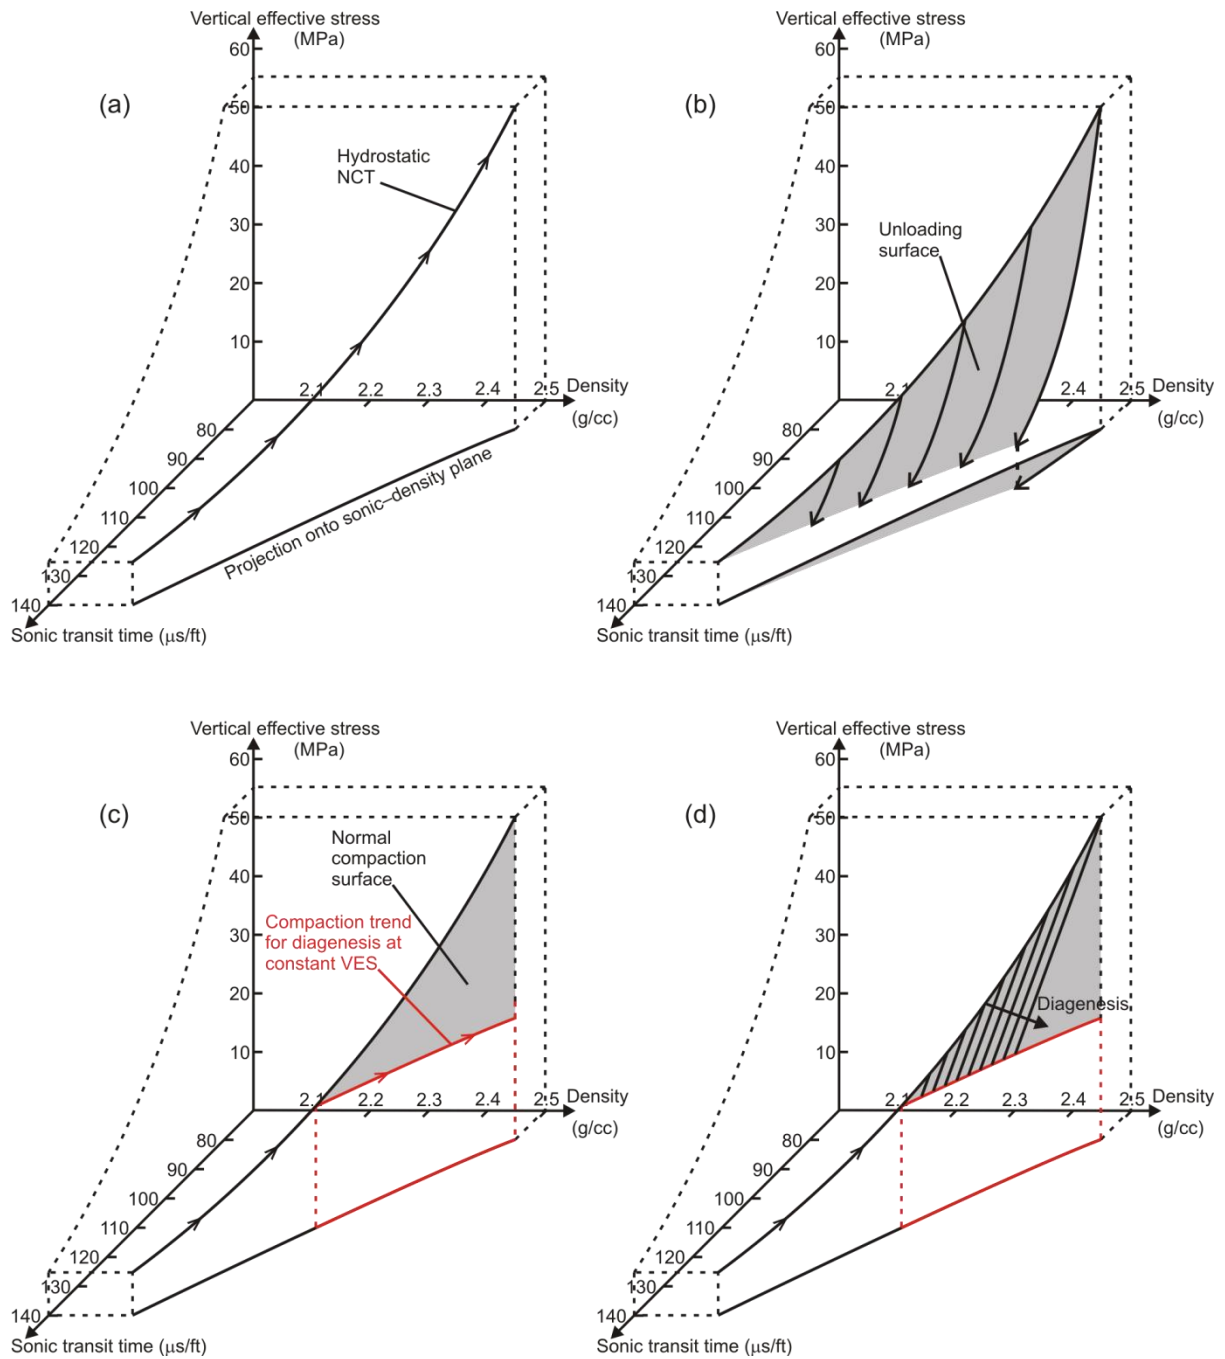 Vertical effective stress
(MPa)
60
50
40
30
20
10
(a)
Hydrostatic
NCT
2.1
2.2
2.3
2.4
2.5
Density
(g/cc)
80
90
100
110
120
130
140
Projection onto sonic–density plane
Sonic transit time (μs/ft)
Vertical effective stress
(MPa)
60
50
40
30
20
10
(b)
Unloading
surface
2.1
2.4
2.5
Density
(g/cc)
80
90
100
110
120
130
140
Sonic transit time (μs/ft)
Vertical effective stress
(MPa)
60
50
40
30
20
10
(c)
Normal
compaction
surface
Compaction trend
for diagenesis at
constant VES
2.1
2.2
2.3
2.4
2.5
Density
(g/cc)
80
90
100
110
120
130
140
Sonic transit time (μs/ft)
Vertical effective stress
(MPa)
60
50
40
30
20
10
(d)
Diagenesis
2.1
2.2
2.3
2.4
2.5
Density
(g/cc)
80
90
100
110
120
130
140
Sonic transit time (μs/ft)